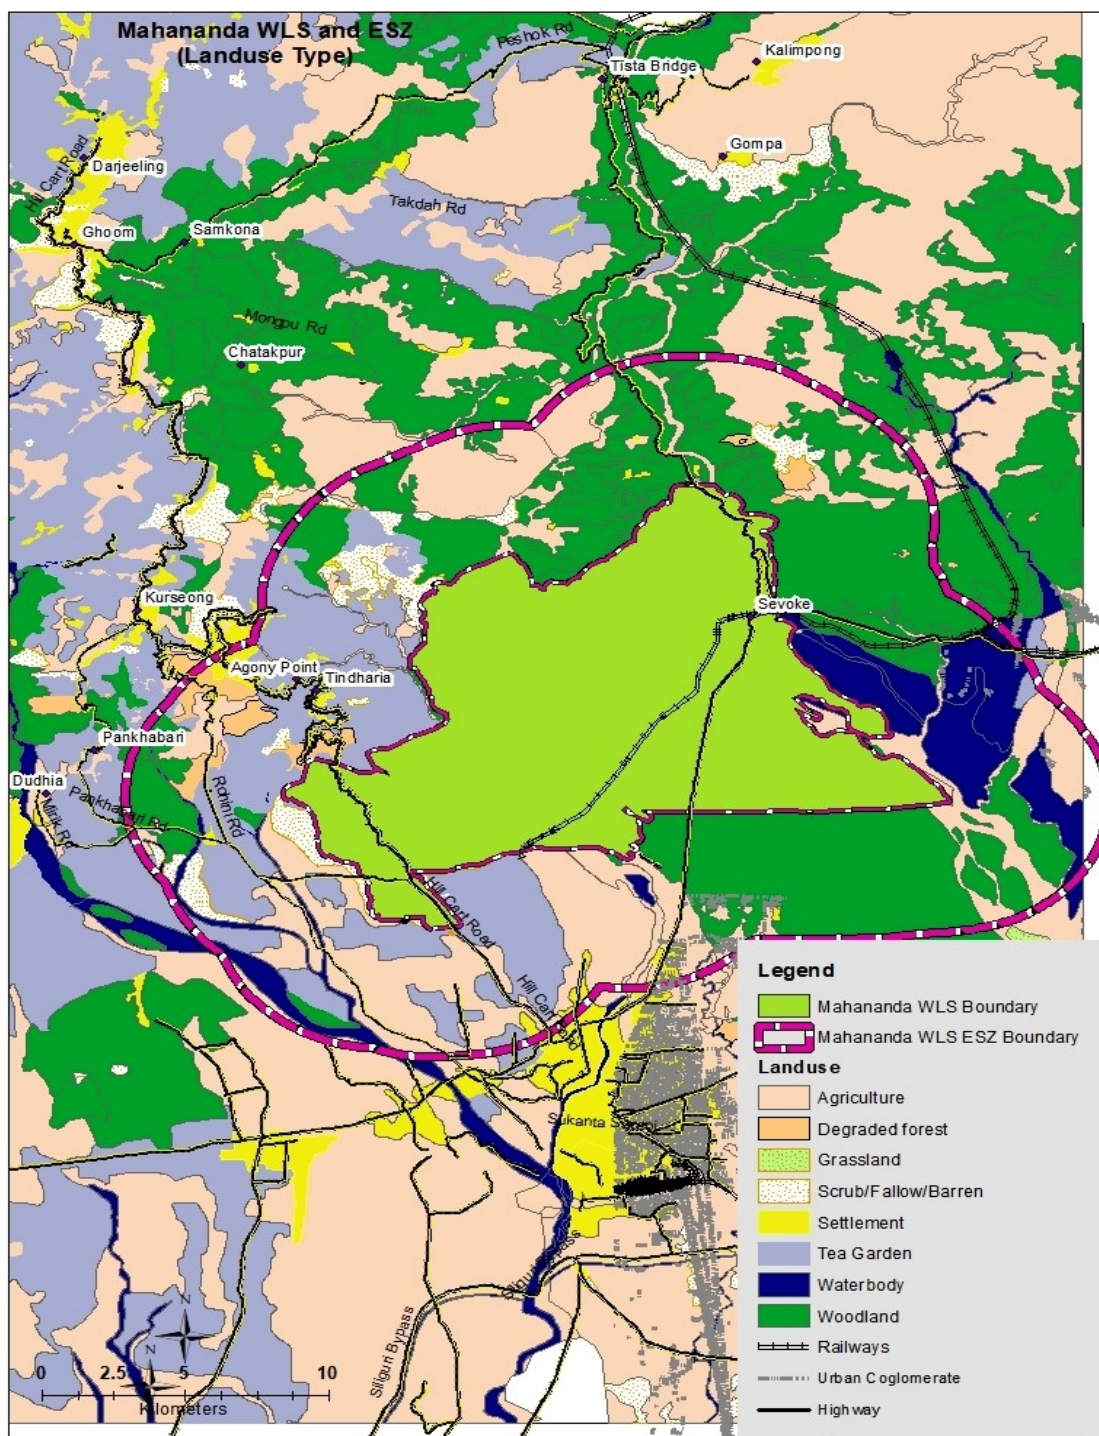 Mahananda WLS and ESZ
(Landuse Type)
Peshok Rd
Kalimpong
Tista Bridge
Hill Cart Road
Darjeeling
Gompa
Takdah Rd
Ghoom
Samkona
Mongpu Rd
Chatakpur
Kurseong
Sevoke
Agony Point
Tindharia
Pankhabari
Dudhia
Mirik Rd
Pankhabari Rd
Rohini Rd
Hill Cart Road
Hill Cart Road
Sukanta
Siliguri Bypass
Siliguri Bypass
N
N
0 2.5 5 10
Kilometers
Legend
Mahananda WLS Boundary
Mahananda WLS ESZ Boundary
Landuse
Agriculture
Degraded forest
Grassland
Scrub/Fallow/Barren
Settlement
Tea Garden
Waterbody
Woodland
Railways
Urban Coglomerate
Highway